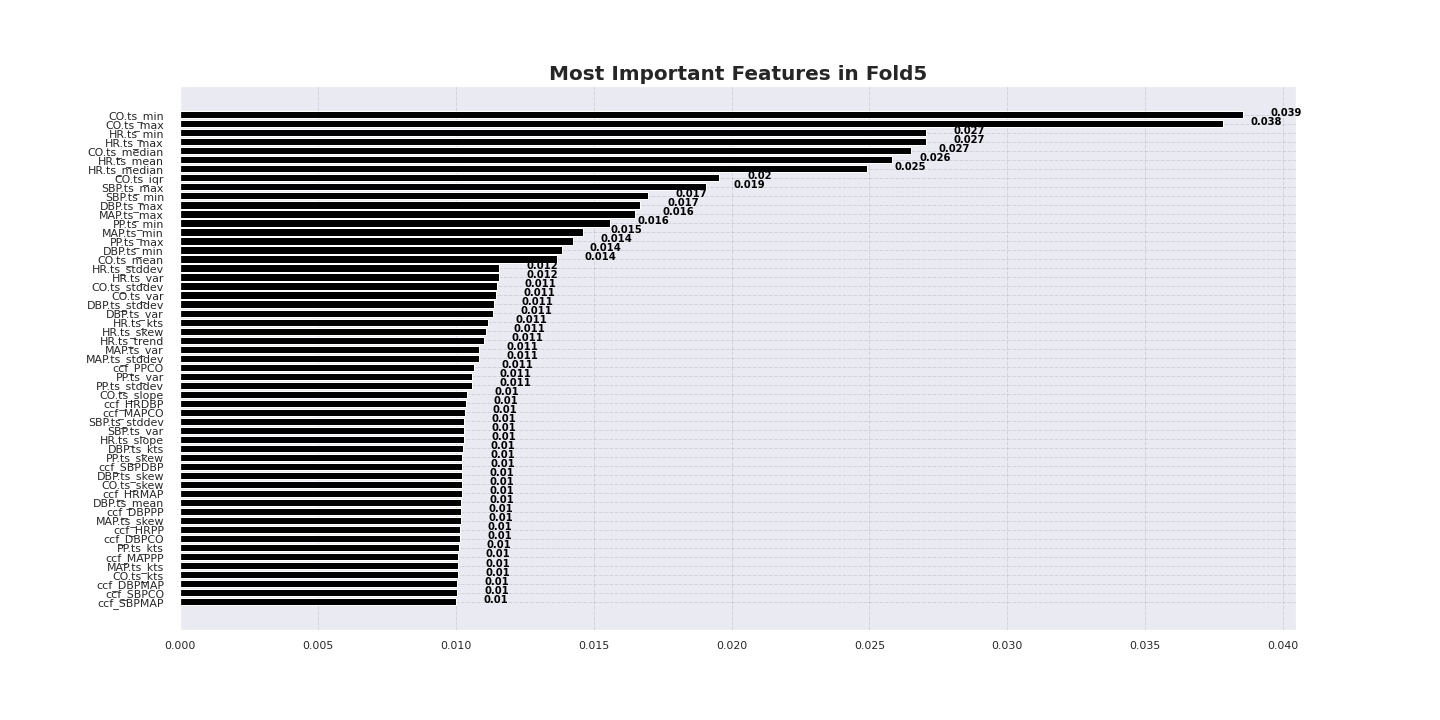 Most Important Features in Fold5
CO.ts_min 0.039
CO.ts_max 0.038
HR.ts_min 0.027
HR.ts_max 0.027
CO.ts_median 0.027
HR.ts_mean 0.026
HR.ts_median 0.025
CO.ts_iqr 0.02
SBP.ts_max 0.019
SBP.ts_min 0.017
DBP.ts_max 0.017
MAP.ts_max 0.016
PP.ts_min 0.016
MAP.ts_min 0.015
PP.ts_max 0.014
DBP.ts_min 0.014
CO.ts_mean 0.014
HR.ts_stddev 0.012
HR.ts_var 0.012
CO.ts_stddev 0.011
CO.ts_var 0.011
DBP.ts_stddev 0.011
DBP.ts_var 0.011
HR.ts_kts 0.011
HR.ts_skew 0.011
HR.ts_trend 0.011
MAP.ts_var 0.011
MAP.ts_stddev 0.011
ccf_PPCO 0.011
PP.ts_var 0.011
PP.ts_stddev 0.011
CO.ts_slope 0.01
ccf_HRDBP 0.01
ccf_MAPCO 0.01
SBP.ts_stddev 0.01
SBP.ts_var 0.01
HR.ts_slope 0.01
DBP.ts_kts 0.01
PP.ts_skew 0.01
ccf_SBPDBP 0.01
DBP.ts_skew 0.01
CO.ts_skew 0.01
ccf_HRMAP 0.01
DBP.ts_mean 0.01
ccf_DBPPP 0.01
MAP.ts_skew 0.01
ccf_HRPP 0.01
ccf_DBPCO 0.01
PP.ts_kts 0.01
ccf_MAPPP 0.01
MAP.ts_kts 0.01
CO.ts_kts 0.01
ccf_DBPMAP 0.01
ccf_SBPCO 0.01
ccf_SBPMAP 0.01
0.000 0.005 0.010 0.015 0.020 0.025 0.030 0.035 0.040